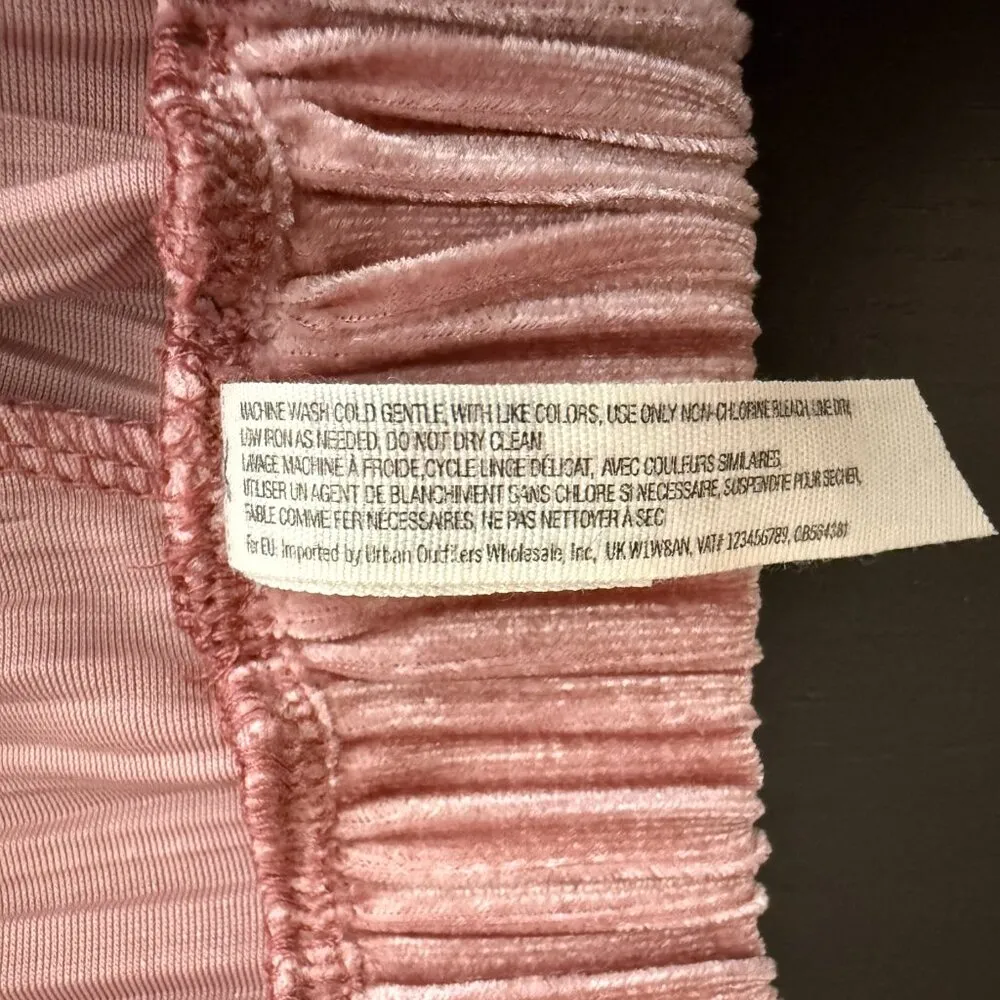 MACHINE WASH COLD GENTLE, WITH LIKE COLORS, USE ONLY NON-CHLORINE BLEACH, LINE DRY,
LOW IRON AS NEEDED, DO NOT DRY CLEAN
LAVAGE MACHINE À FROIDE,CYCLE LINGE DÉLICAT, AVEC COULEURS SIMILAIRES,
UTILISER UN AGENT DE BLANCHIMENT SANS CHLORE SI NECESSAIRE, SUSPENDRE POUR SECHER,
FAIBLE COMME FER NÉCESSAIRES, NE PAS NETTOYER À SEC
For EU: Imported by Urban Outfitters Wholesale, Inc, UK W1W8AN, VAT# 123456789, GB564381